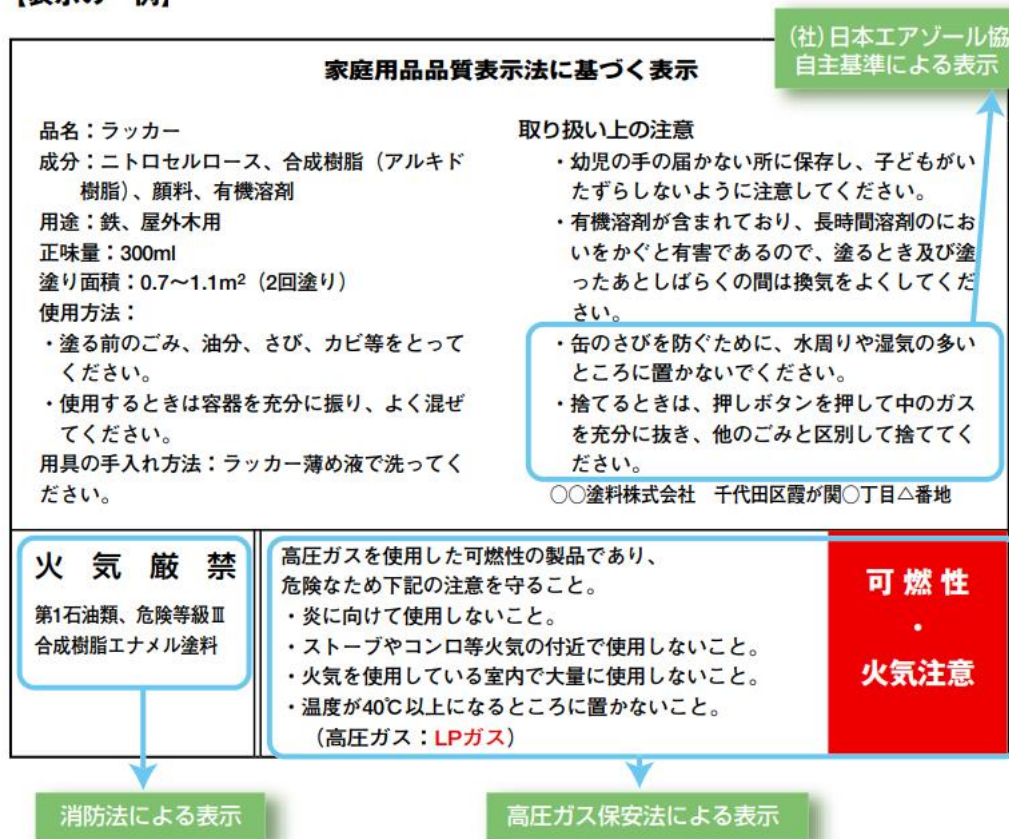 【表示の一例】
(社)日本エアゾール協
自主基準による表示
家庭用品品質表示法に基づく表示
品名：ラッカー
成分：ニトロセルロース、合成樹脂（アルキド
樹脂）、顔料、有機溶剤
用途：鉄、屋外木用
正味量：300ml
塗り面積：0.7〜1.1m²（2回塗り）
使用方法：
・塗る前のごみ、油分、さび、カビ等をとって
ください。
・使用するときは容器を充分に振り、よく混ぜ
てください。
用具の手入れ方法：ラッカー薄め液で洗ってく
ださい。
取り扱い上の注意
・幼児の手の届かない所に保存し、子どもがい
たずらしないように注意してください。
・有機溶剤が含まれており、長時間溶剤のにお
いをかぐと有害であるので、塗るとき及び塗
ったあとしばらくの間は換気をよくしてくだ
さい。
・缶のさびを防ぐために、水周りや湿気の多い
ところに置かないでください。
・捨てるときは、押しボタンを押して中のガス
を充分に抜き、他のごみと区別して捨ててく
ださい。
○○塗料株式会社　千代田区霞が関○丁目△番地
火気厳禁
第1石油類、危険等級Ⅲ
合成樹脂エナメル塗料
高圧ガスを使用した可燃性の製品であり、
危険なため下記の注意を守ること。
・炎に向けて使用しないこと。
・ストーブやコンロ等火気の付近で使用しないこと。
・火気を使用している室内で大量に使用しないこと。
・温度が40℃以上になるところに置かないこと。
（高圧ガス：LPガス）
可燃性
・
火気注意
消防法による表示
高圧ガス保安法による表示